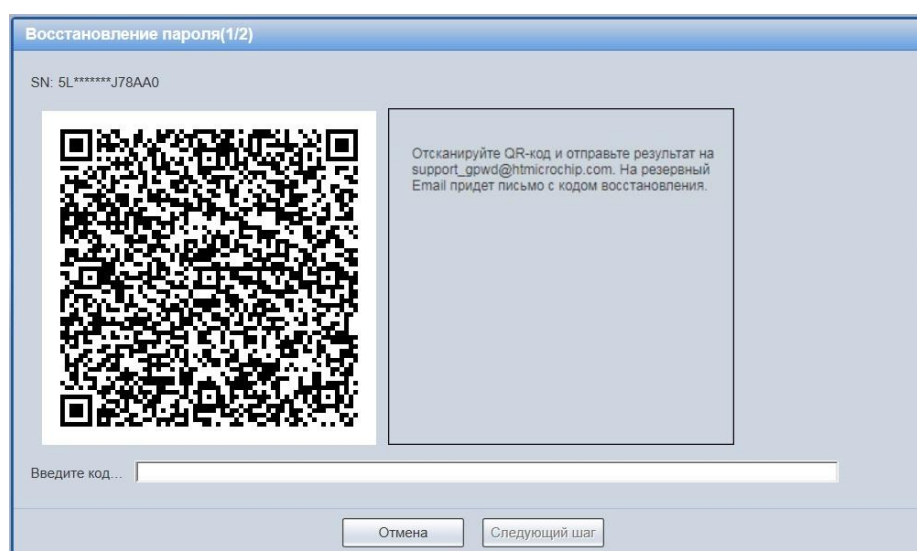 Восстановление пароля(1/2)
SN: 5L*******J78AA0
Отсканируйте QR-код и отправьте результат на
support_gpwd@htmicrochip.com. На резервный
Email придет письмо с кодом восстановления.
Введите код...
Отмена
Следующий шаг